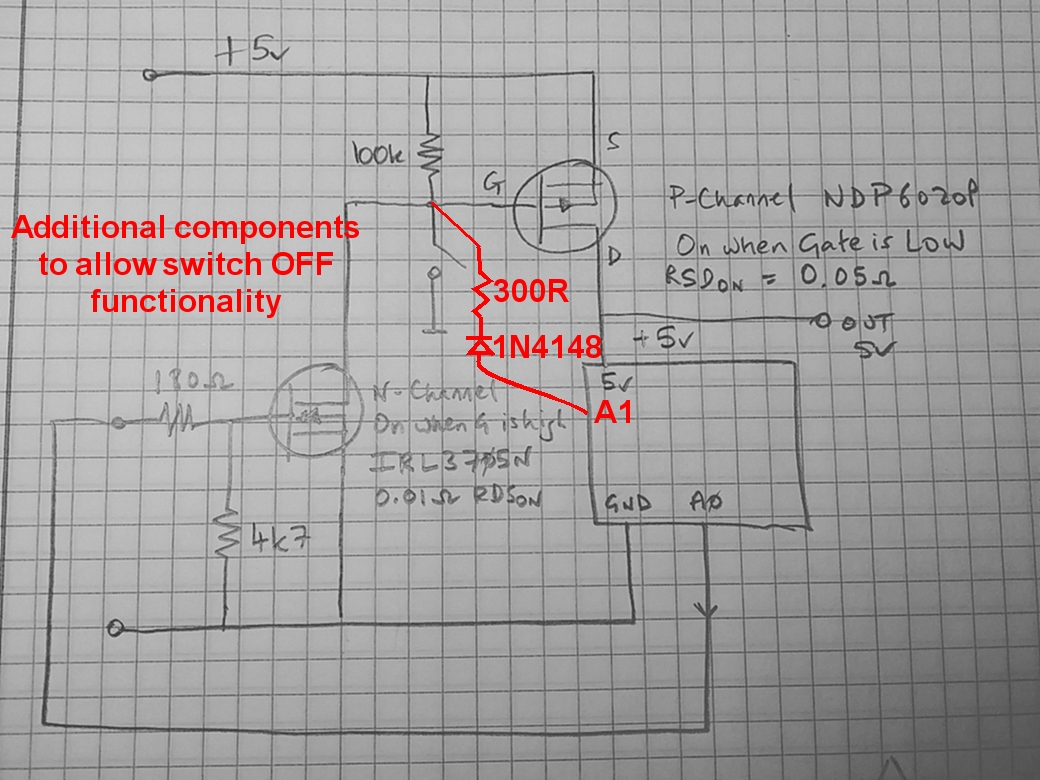 +5v
100k
G
S
D
P-Channel NDP6020P
On when Gate is Low
RSDON = 0.05Ω
Additional components
to allow switch OFF
functionality
300R
1N4148
OUT
5V
+5v
5v
A1
180Ω
N-Channel
On when G is high
IRL3705N
0.01Ω RDSON
GND
A0
4k7